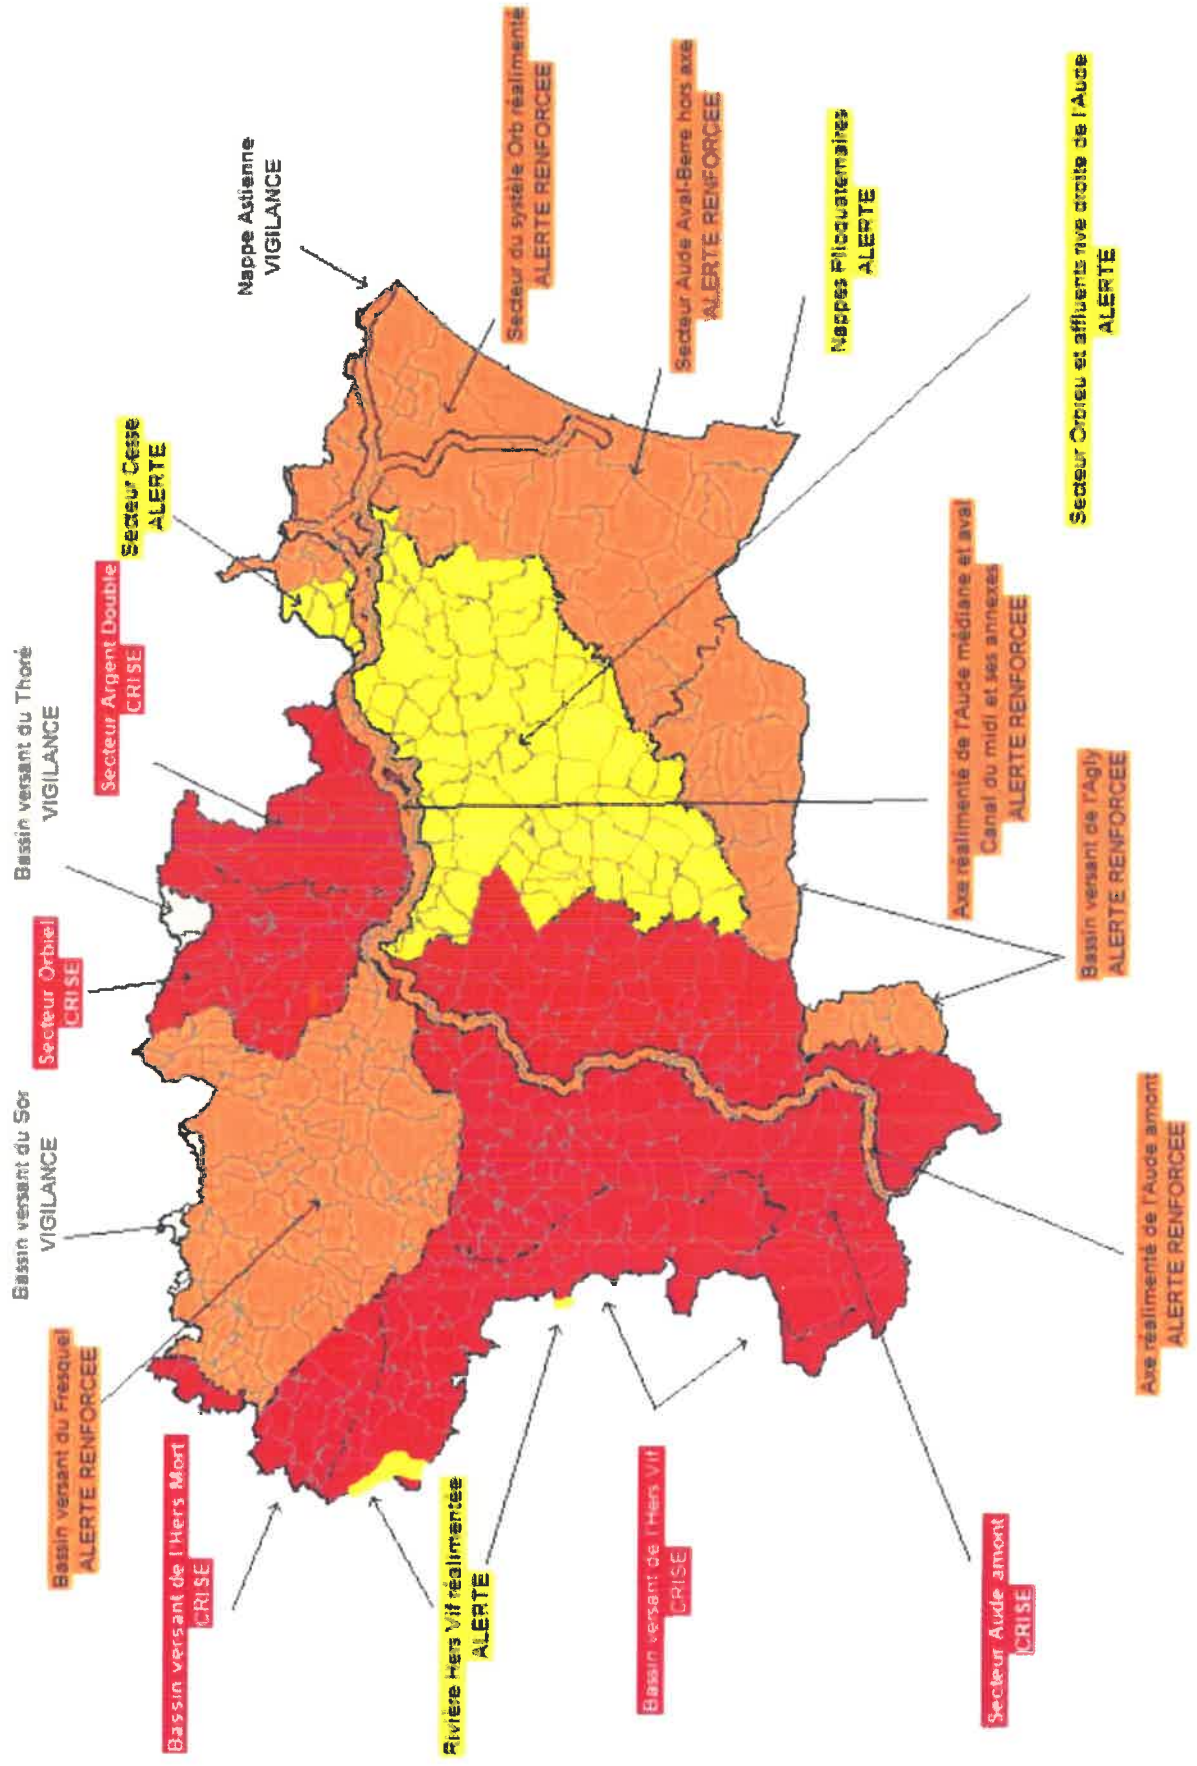 Bassin versant du Sor
VIGILANCE
Bassin versant du Thoré
VIGILANCE
Bassin versant du Fresquel
ALERTE RENFORCEE
Secteur Orbiel
CRISE
Secteur Argent Double
CRISE
Secteur Cesse
ALERTE
Nappe Astienne
VIGILANCE
Bassin versant de l'Hers Mort
CRISE
Rivière Hers Vif réalimentée
ALERTE
Bassin versant de l'Hers Vif
CRISE
Secteur Aude amont
CRISE
Axe réalimenté de l'Aude amont
ALERTE RENFORCEE
Bassin versant de l'Agly
ALERTE RENFORCEE
Axe réalimenté de l'Aude médiane et aval
Canal du midi et ses annexes
ALERTE RENFORCEE
Secteur du systèle Orb réalimenté
ALERTE RENFORCEE
Secteur Aude Aval-Berre hors axe
ALERTE RENFORCEE
Nappes Plioquaternaires
ALERTE
Secteur Orbieu et affluents rive droite de l'Aude
ALERTE